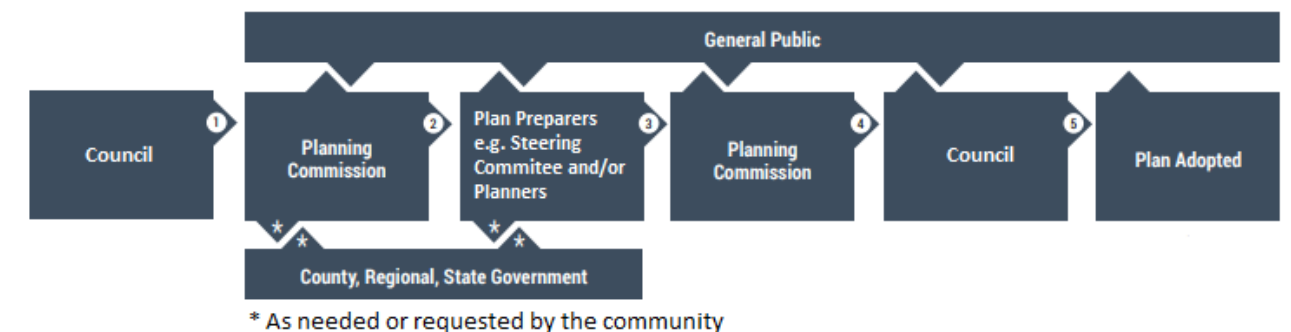 General Public
Council
1
Planning
Commission
2
Plan Preparers
e.g. Steering
Commitee and/or
Planners
3
Planning
Commission
4
Council
5
Plan Adopted
* *
* *
County, Regional, State Government
* As needed or requested by the community